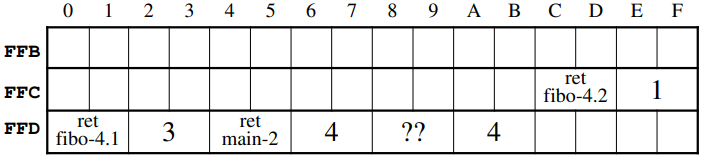 0 1 2 3 4 5 6 7 8 9 A B C D E F
FFB
FFC ret fibo-4.2 1
FFD ret fibo-4.1 3 ret main-2 4 ?? 4